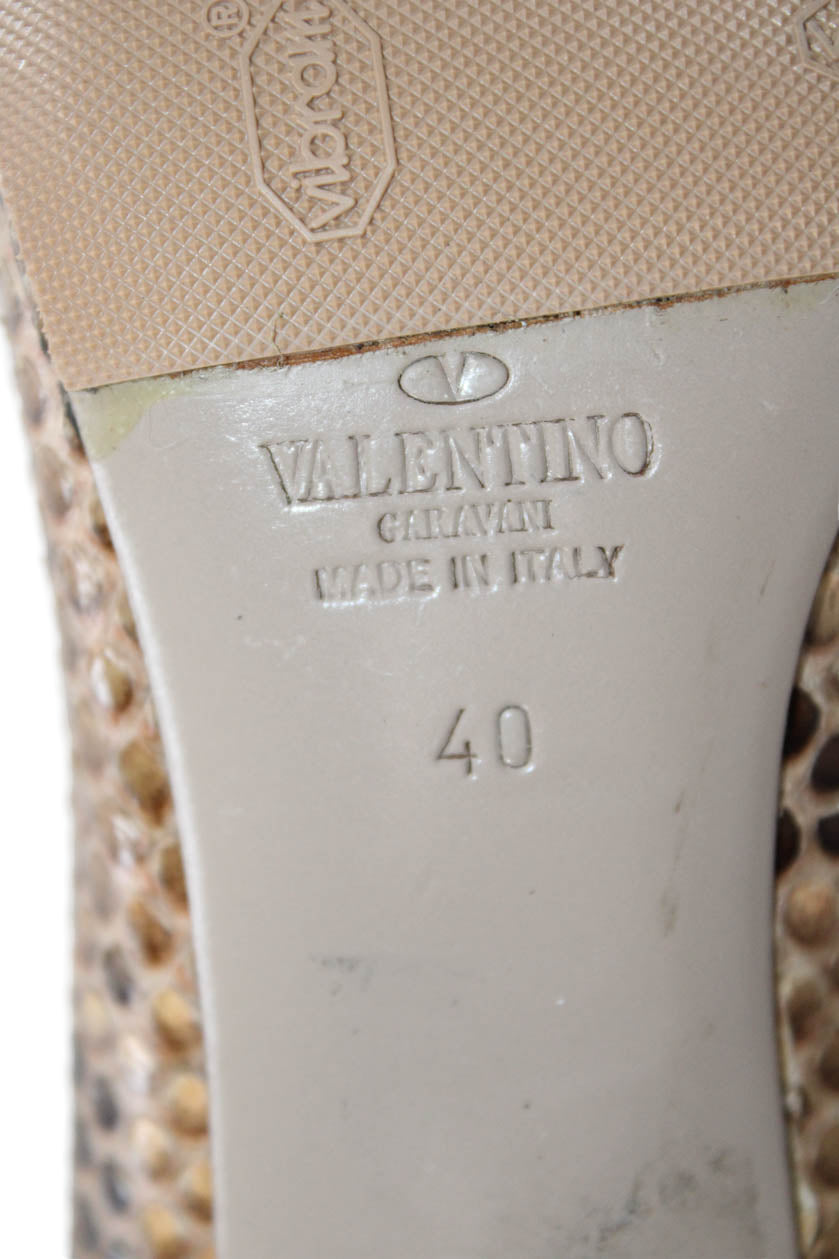 vibram®
V
VALENTINO
GARAVANI
MADE IN ITALY
40